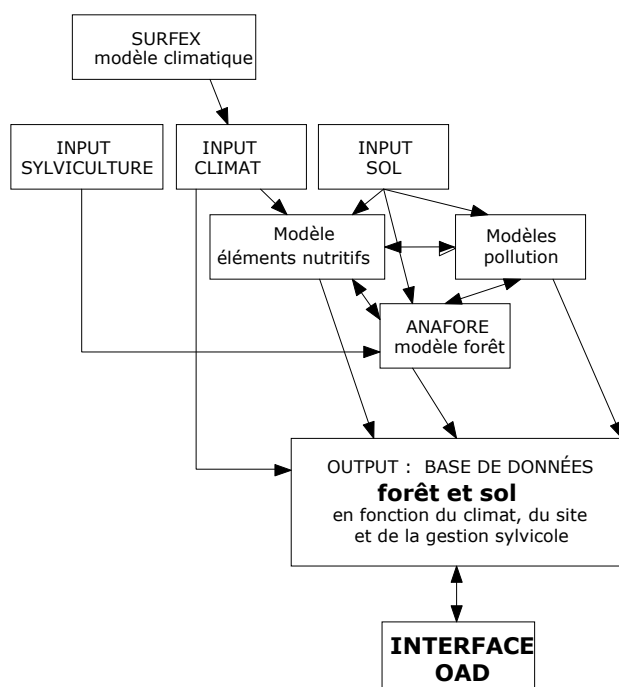 SURFEX
modèle climatique
INPUT
SYLVICULTURE
INPUT
CLIMAT
INPUT
SOL
Modèle
éléments nutritifs
Modèles
pollution
ANAFORE
modèle forêt
OUTPUT : BASE DE DONNÉES
forêt et sol
en fonction du climat, du site
et de la gestion sylvicole
INTERFACE
OAD